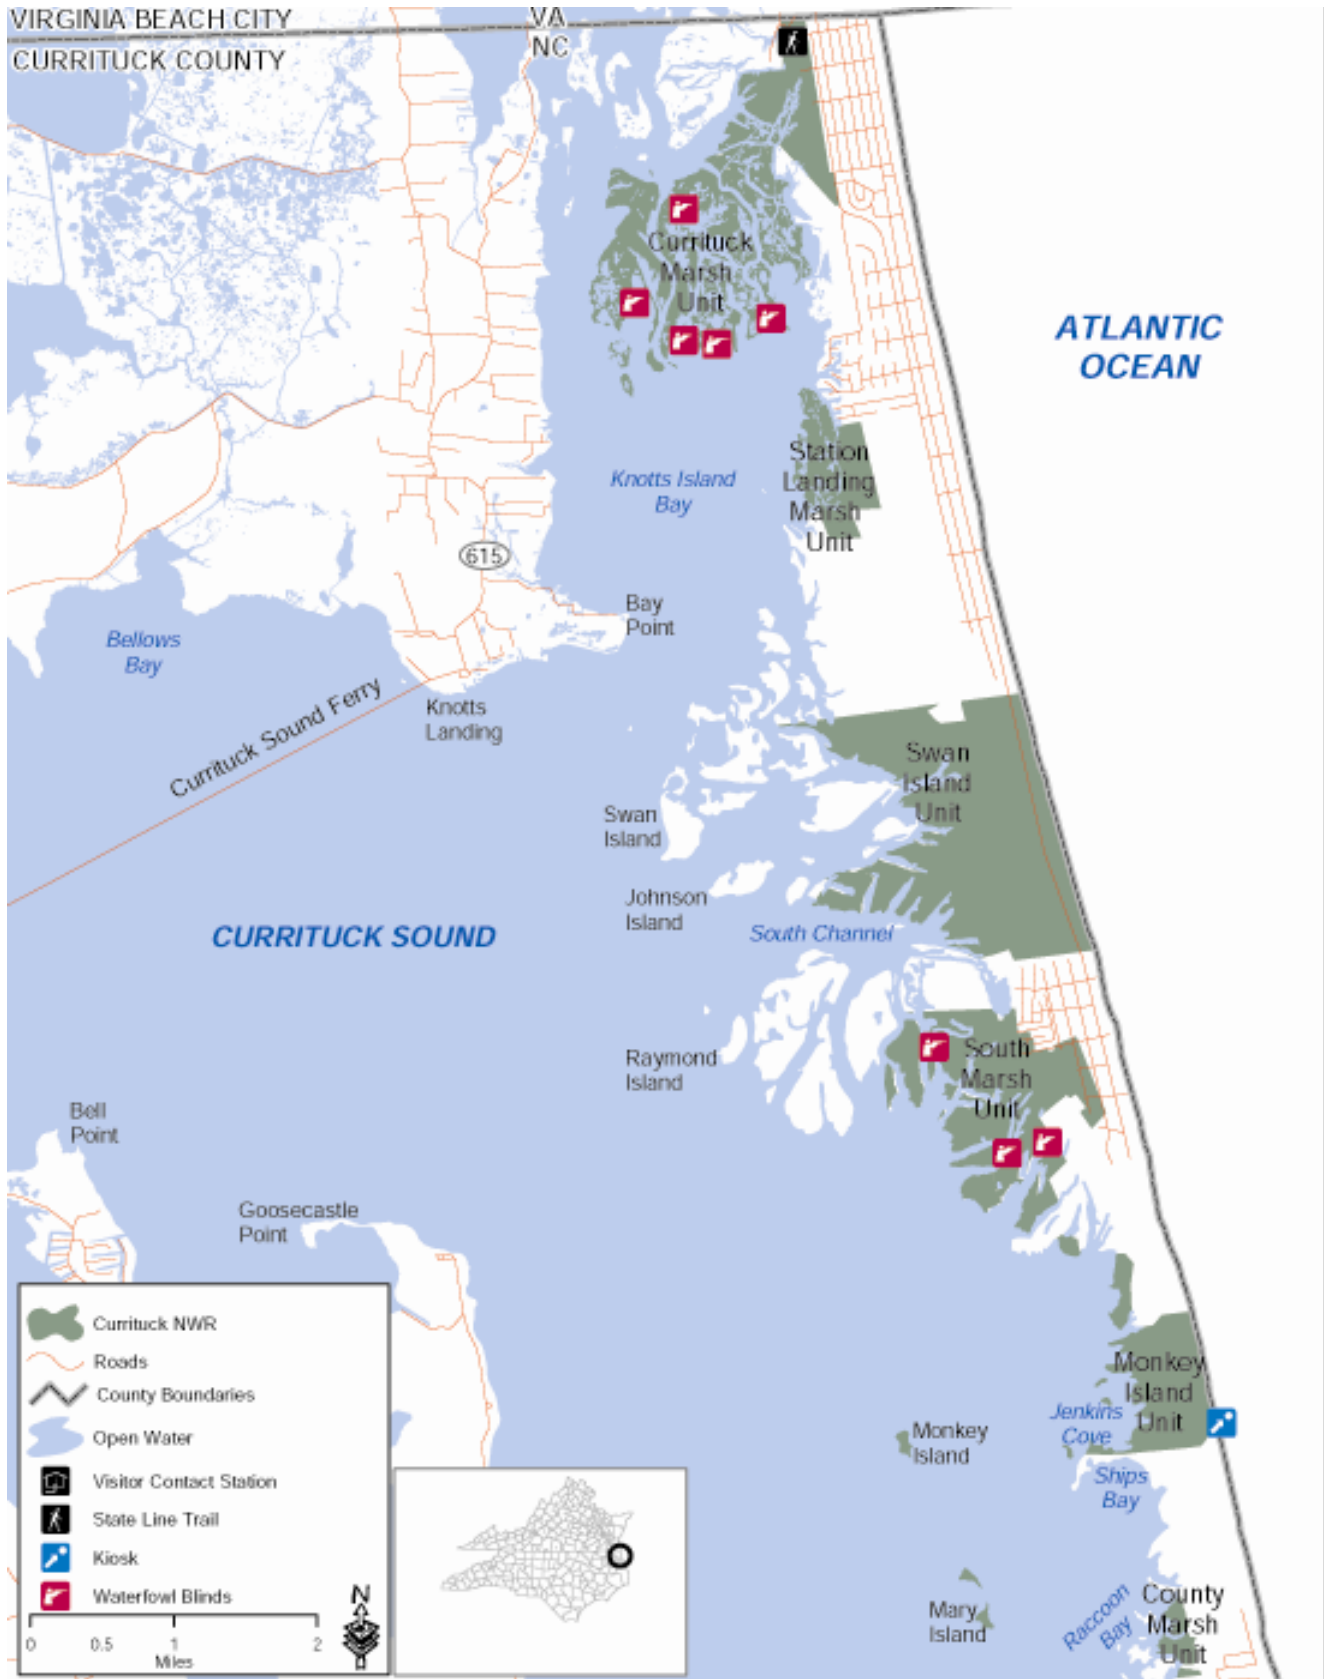 VIRGINIA BEACH CITY
VA
CURRITUCK COUNTY
NC
Currituck
Marsh
Unit
ATLANTIC
OCEAN
Station
Landing
Marsh
Unit
Knotts Island
Bay
615
Bay
Point
Bellows
Bay
Currituck Sound Ferry
Knotts
Landing
Swan
Island
Unit
Swan
Island
Johnson
Island
South Channel
CURRITUCK SOUND
Raymond
Island
South
Marsh
Unit
Bell
Point
Goosecastle
Point
Monkey
Island
Unit
Jenkins
Cove
Monkey
Island
Ships
Bay
Mary
Island
Raccoon
Bay
County
Marsh
Unit
Currituck NWR
Roads
County Boundaries
Open Water
Visitor Contact Station
State Line Trail
Kiosk
Waterfowl Blinds
N
0 0.5 1 2
Miles